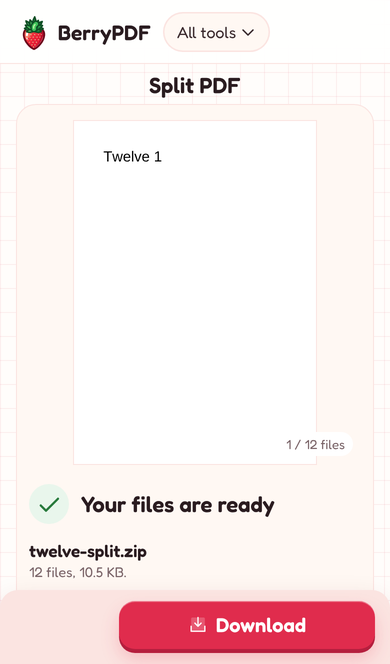 BerryPDF
All tools
Split PDF
Twelve 1
1 / 12 files
Your files are ready
twelve-split.zip
12 files, 10.5 KB.
Download